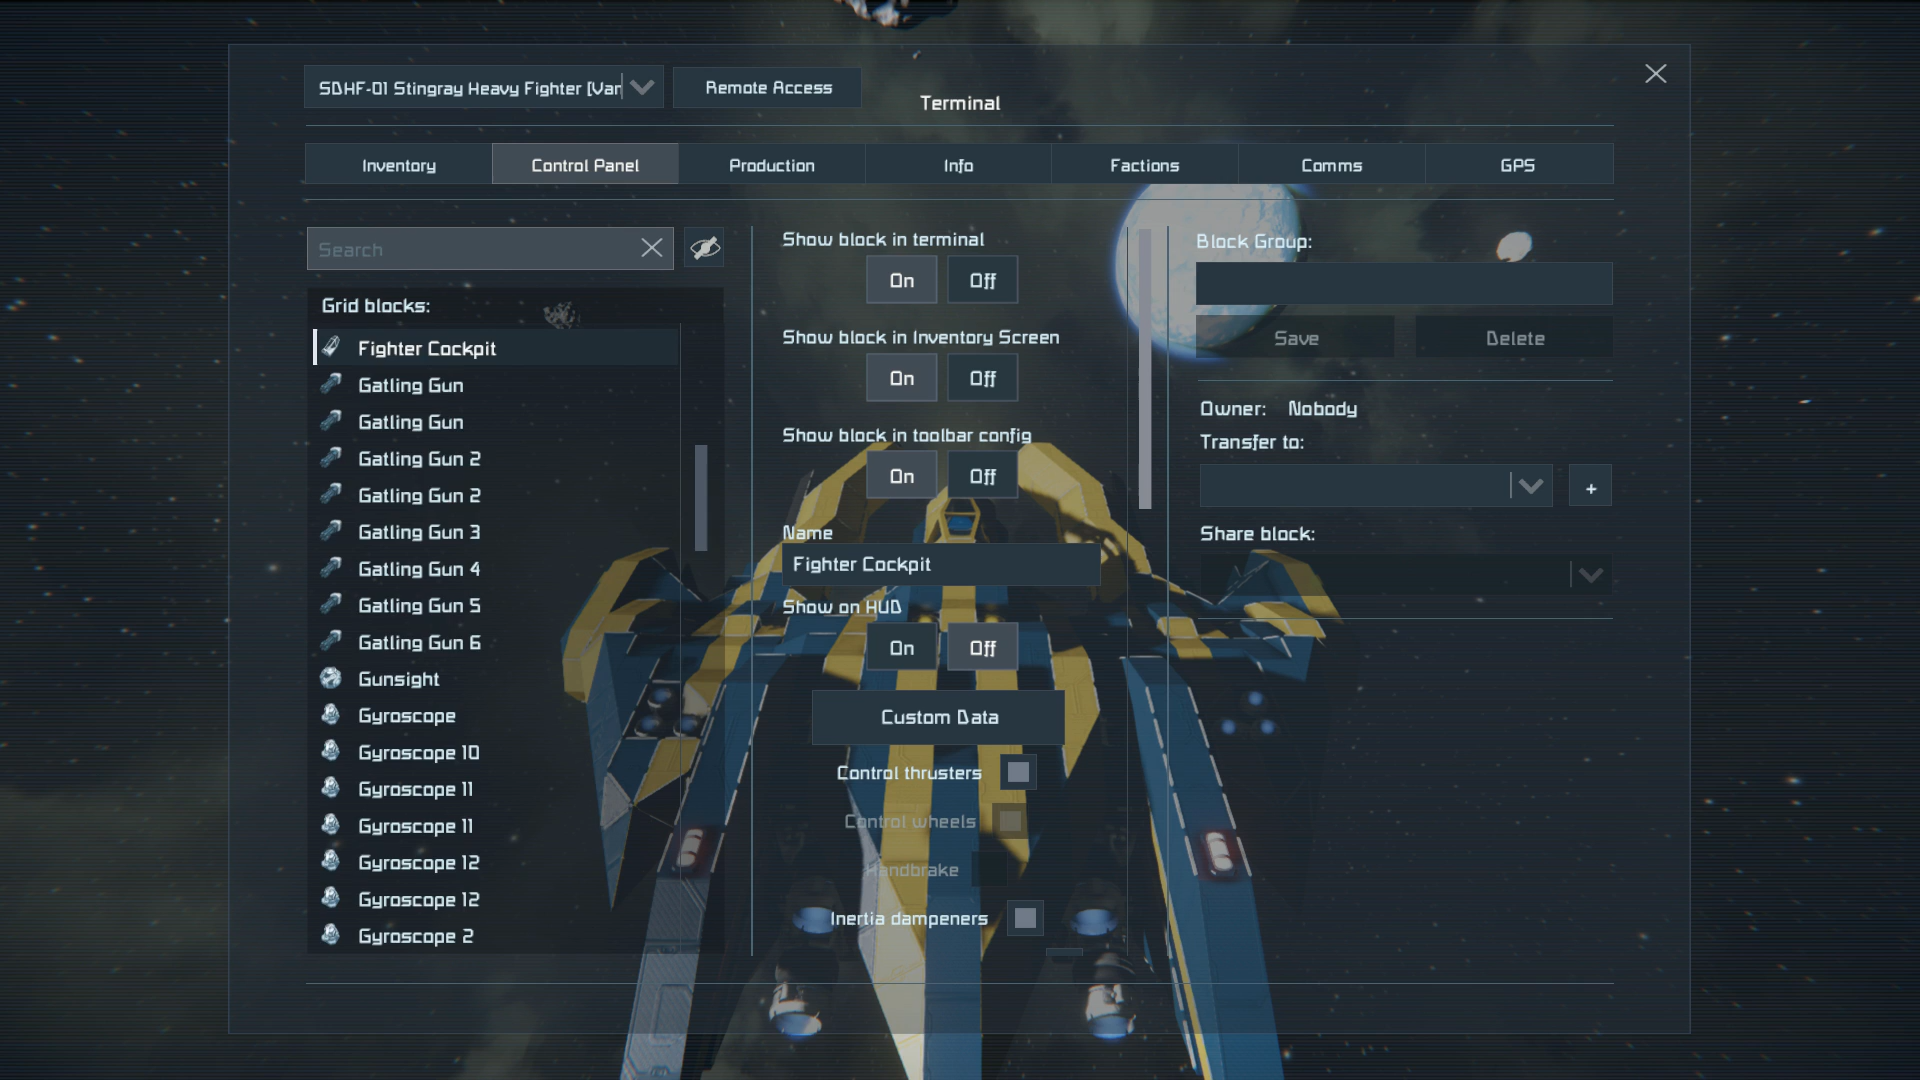 SDHF-01 Stingray Heavy Fighter [Var
Remote Access
Terminal
Inventory
Control Panel
Production
Info
Factions
Comms
GPS
Search
Grid blocks:
Fighter Cockpit
Gatling Gun
Gatling Gun
Gatling Gun 2
Gatling Gun 2
Gatling Gun 3
Gatling Gun 4
Gatling Gun 5
Gatling Gun 6
Gunsight
Gyroscope
Gyroscope 10
Gyroscope 11
Gyroscope 11
Gyroscope 12
Gyroscope 12
Gyroscope 2
Show block in terminal
On Off
Show block in Inventory Screen
On Off
Show block in toolbar config
On Off
Name
Fighter Cockpit
Show on HUD
On Off
Custom Data
Control thrusters
Control wheels
Handbrake
Inertia dampeners
Block Group:
Save Delete
Owner: Nobody
Transfer to:
+
Share block: